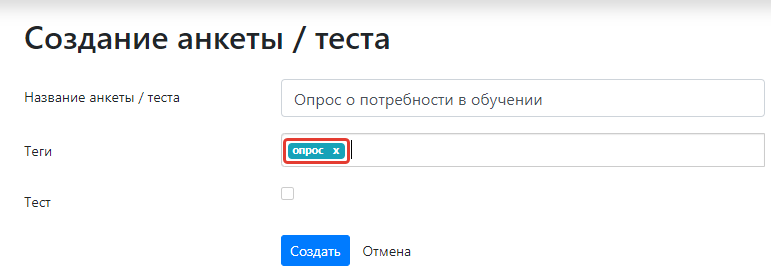 Создание анкеты / теста
Название анкеты / теста
Опрос о потребности в обучении
Теги
опрос x
Тест
Создать Отмена